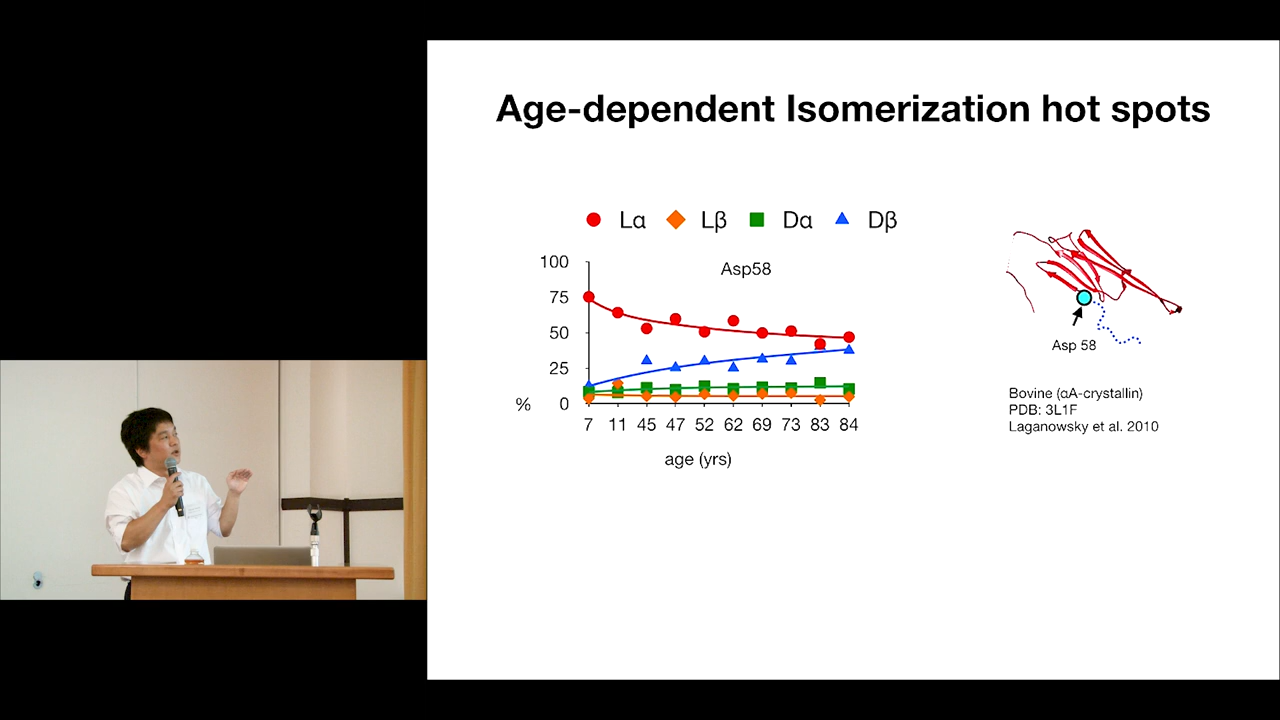 Age-dependent Isomerization hot spots
Lα Lβ Dα Dβ
Asp58
100
75
50
25
0
%
7 11 45 47 52 62 69 73 83 84
age (yrs)
Asp 58
Bovine (αA-crystallin)
PDB: 3L1F
Laganowsky et al. 2010